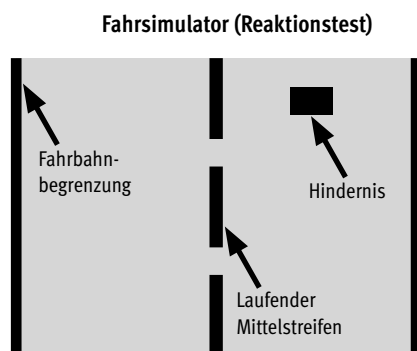 Fahrsimulator (Reaktionstest)
Fahrbahn-
begrenzung
Hindernis
Laufender
Mittelstreifen